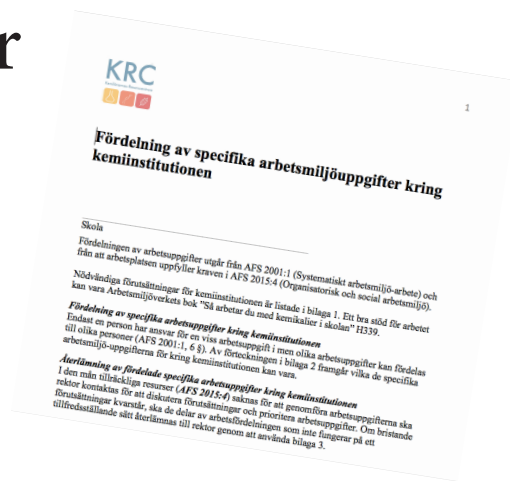 r
KRC
1
Fördelning av specifika arbetsmiljöuppgifter kring
kemiinstitutionen
Skola
Fördelningen av arbetsuppgifter utgår från AFS 2001:1 (Systematiskt arbetsmiljö-arbete) och
från att arbetsplatsen uppfyller kraven i AFS 2015:4 (Organisatorisk och social arbetsmiljö).
Nödvändiga förutsättningar för kemiinstitutionen är listade i bilaga 1. Ett bra stöd för arbetet
kan vara Arbetsmiljöverkets bok "Så arbetar du med kemikalier i skolan" H339.
Fördelning av specifika arbetsuppgifter kring kemiinstitutionen
Endast en person har ansvar för en viss arbetsuppgift i men olika arbetsuppgifter kan fördelas
till olika personer (AFS 2001:1, 6 §). Av förteckningen i bilaga 2 framgår vilka de specifika
arbetsmiljö-uppgifterna för kring kemiinstitutionen kan vara.
Återlämning av fördelade specifika arbetsuppgifter kring kemiinstitutionen
I den mån tillräckliga resurser (AFS 2015:4) saknas för att genomföra arbetsuppgifterna ska
rektor kontaktas för att diskutera förutsättningar och prioritera arbetsuppgifter. Om bristande
förutsättningar kvarstår, ska de delar av arbetsfördelningen som inte fungerar på ett
tillfredsställande sätt återlämnas till rektor genom att använda bilaga 3.